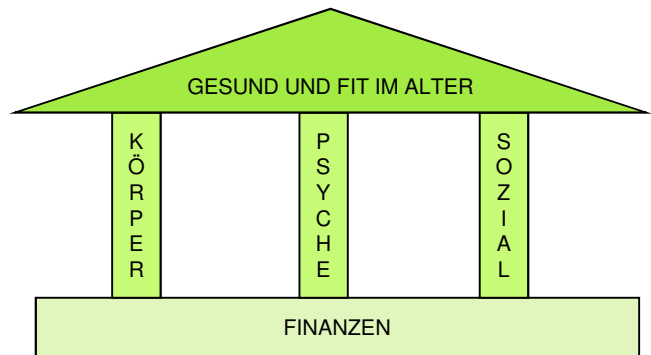 GESUND UND FIT IM ALTER
KÖRPER
PSYCHE
SOZIAL
FINANZEN